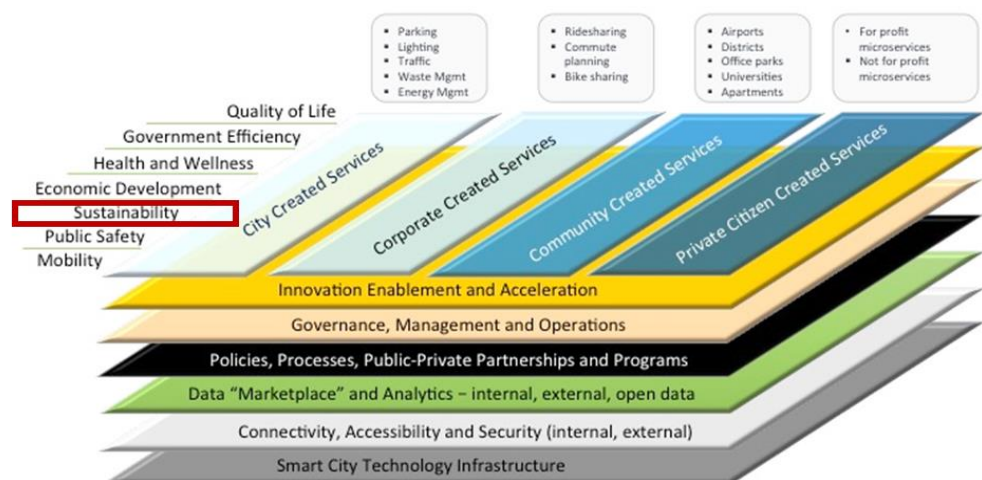 Parking
Lighting
Traffic
Waste Mgmt
Energy Mgmt
Ridesharing
Commute
planning
Bike sharing
Airports
Districts
Office parks
Universities
Apartments
For profit
microservices
Not for profit
microservices
Quality of Life
Government Efficiency
Health and Wellness
Economic Development
Sustainability
Public Safety
Mobility
City Created Services
Corporate Created Services
Community Created Services
Private Citizen Created Services
Innovation Enablement and Acceleration
Governance, Management and Operations
Policies, Processes, Public-Private Partnerships and Programs
Data “Marketplace” and Analytics – internal, external, open data
Connectivity, Accessibility and Security (internal, external)
Smart City Technology Infrastructure